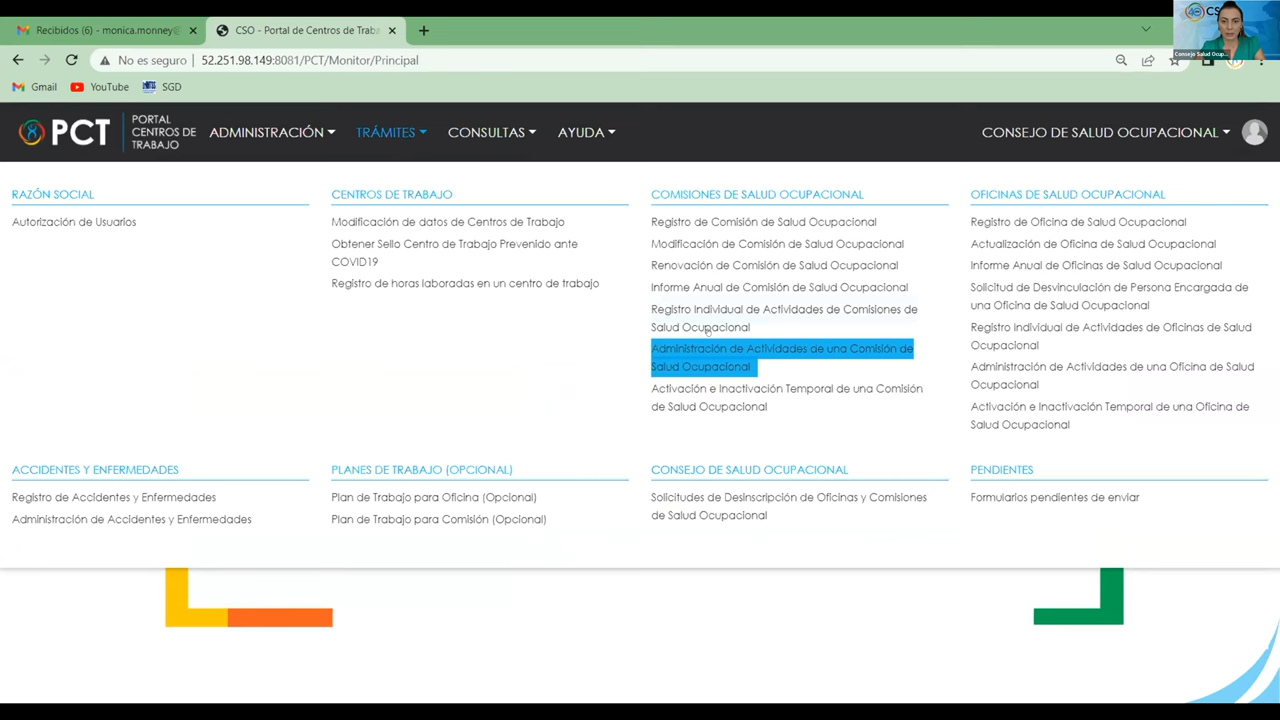 Recibidos (6) - monica.monney@
CSO - Portal de Centros de Traba
No es seguro
52.251.98.149:8081/PCT/Monitor/Principal
Gmail
YouTube
SGD
Consejo Salud Ocup...
PCT
PORTAL
CENTROS DE
TRABAJO
ADMINISTRACIÓN
TRÁMITES
CONSULTAS
AYUDA
CONSEJO DE SALUD OCUPACIONAL
RAZÓN SOCIAL
Autorización de Usuarios
CENTROS DE TRABAJO
Modificación de datos de Centros de Trabajo
Obtener Sello Centro de Trabajo Prevenido ante
COVID19
Registro de horas laboradas en un centro de trabajo
COMISIONES DE SALUD OCUPACIONAL
Registro de Comisión de Salud Ocupacional
Modificación de Comisión de Salud Ocupacional
Renovación de Comisión de Salud Ocupacional
Informe Anual de Comisión de Salud Ocupacional
Registro Individual de Actividades de Comisiones de
Salud Ocupacional
Administración de Actividades de una Comisión de
Salud Ocupacional
Activación e Inactivación Temporal de una Comisión
de Salud Ocupacional
OFICINAS DE SALUD OCUPACIONAL
Registro de Oficina de Salud Ocupacional
Actualización de Oficina de Salud Ocupacional
Informe Anual de Oficinas de Salud Ocupacional
Solicitud de Desvinculación de Persona Encargada de
una Oficina de Salud Ocupacional
Registro Individual de Actividades de Oficinas de Salud
Ocupacional
Administración de Actividades de una Oficina de Salud
Ocupacional
Activación e Inactivación Temporal de una Oficina de
Salud Ocupacional
ACCIDENTES Y ENFERMEDADES
Registro de Accidentes y Enfermedades
Administración de Accidentes y Enfermedades
PLANES DE TRABAJO (OPCIONAL)
Plan de Trabajo para Oficina (Opcional)
Plan de Trabajo para Comisión (Opcional)
CONSEJO DE SALUD OCUPACIONAL
Solicitudes de Desinscripción de Oficinas y Comisiones
de Salud Ocupacional
PENDIENTES
Formularios pendientes de enviar